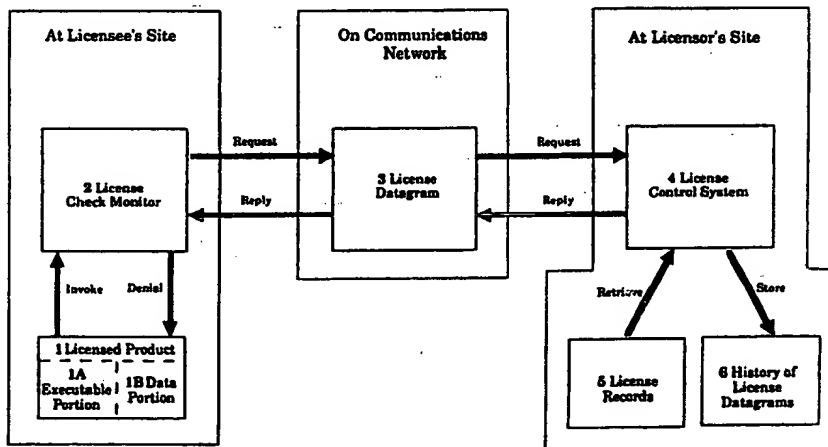 At Licensee's Site
On Communications
Network
At Licensor's Site
Request
Request
2 License
Check Monitor
3 License
Datagram
4 License
Control System
Reply
Reply
Invoke
Denial
Retrieve
Store
1 Licensed Product
1A
Executable
Portion
1B Data
Portion
5 License
Records
6 History of
License
Datagrams